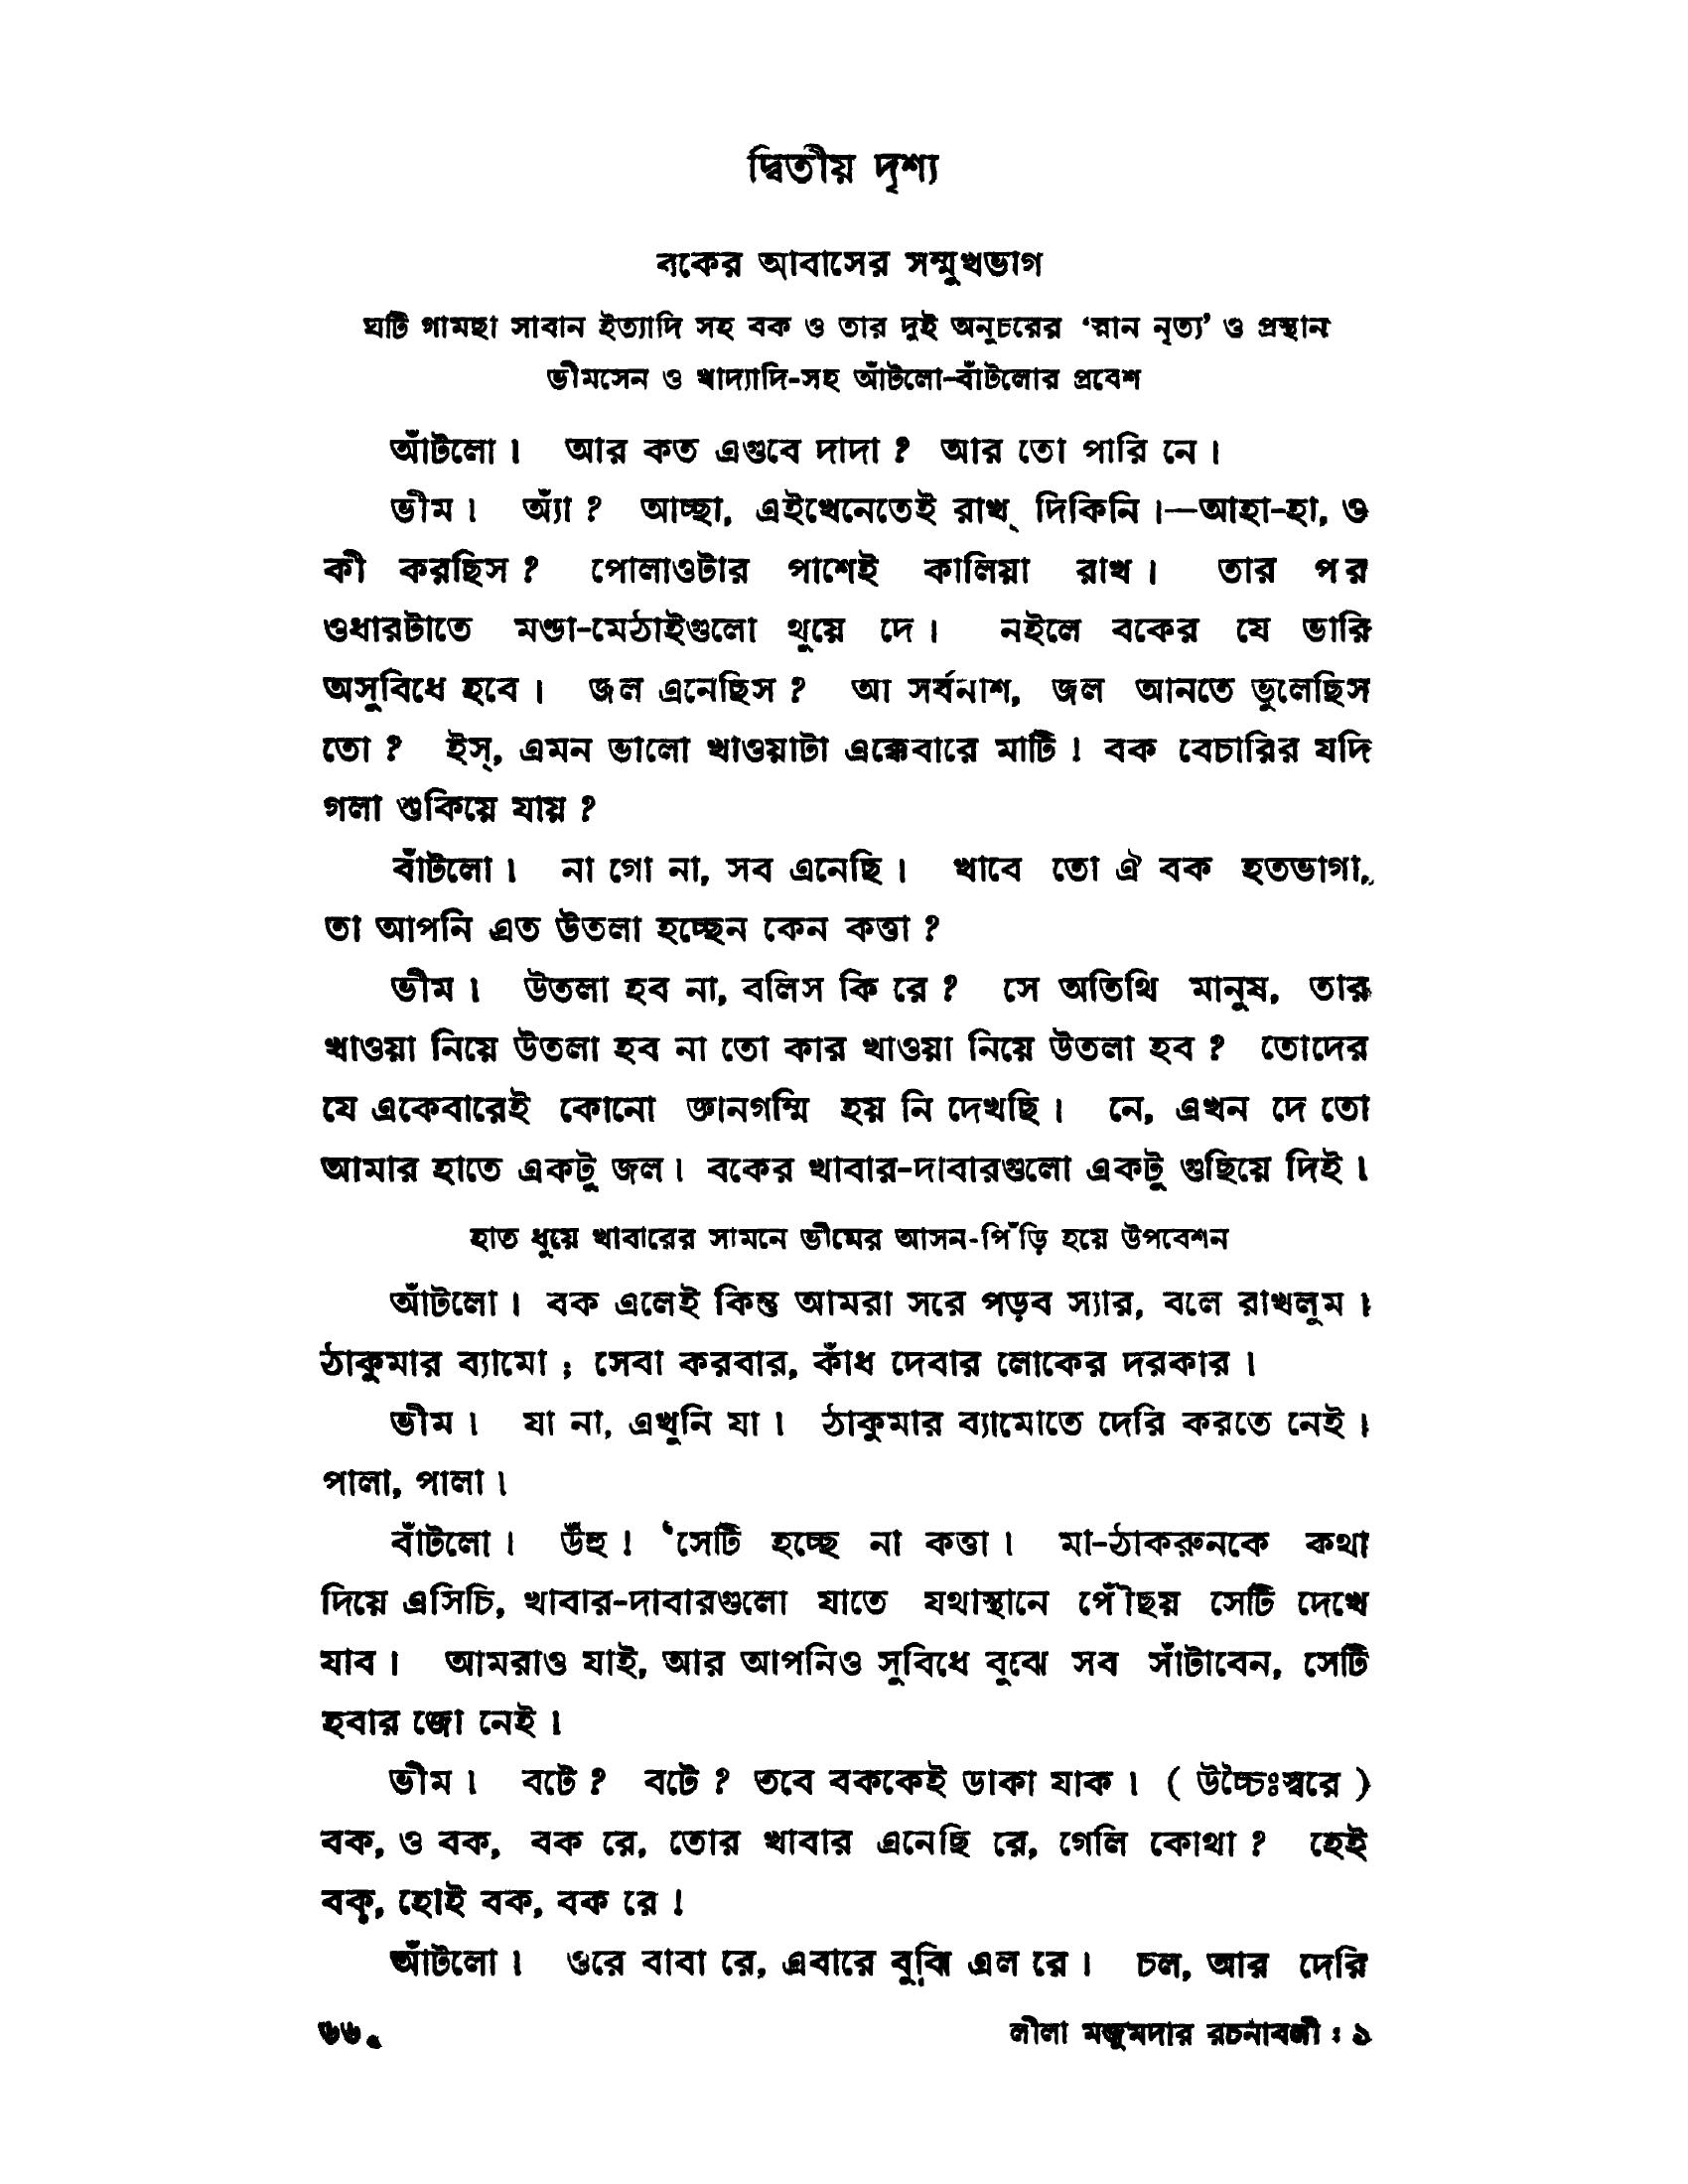 দ্বিতীয় দৃশ্য
বকের আবাসের সম্মুখভাগ
ঘটি গামছা সাবান ইত্যাদি সহ বক ও তার দুই অনুচরের ‘স্নান নৃত্য’ ও প্রস্থান
ভীমসেন ও খাদ্যাদি-সহ আঁটলো-বাঁটলোর প্রবেশ
আঁটলো। আর কত এগুবে দাদা? আর তো পারি নে।
ভীম। অ্যাঁ? আচ্ছা, এইখেনেতেই রাখ্ দিকিনি।—আহা-হা, ও
কী করছিস? পোলাওটার পাশেই কালিয়া রাখ। তার পর
ওধারটাতে মণ্ডা-মেঠাইগুলো থুয়ে দে। নইলে বকের যে ভারি
অসুবিধে হবে। জল এনেছিস? আ সর্বনাশ, জল আনতে ভুলেছিস
তো? ইস্, এমন ভালো খাওয়াটা এক্কেবারে মাটি! বক বেচারির যদি
গলা শুকিয়ে যায়?
বাঁটলো। না গো না, সব এনেছি। খাবে তো ঐ বক হতভাগা,
তা আপনি এত উতলা হচ্ছেন কেন কত্তা?
ভীম। উতলা হব না, বলিস কি রে? সে অতিথি মানুষ, তার
খাওয়া নিয়ে উতলা হব না তো কার খাওয়া নিয়ে উতলা হব? তোদের
যে একেবারেই কোনো জ্ঞানগম্মি হয় নি দেখছি। নে, এখন দে তো
আমার হাতে একটু জল। বকের খাবার-দাবারগুলো একটু গুছিয়ে দিই।
হাত ধুয়ে খাবারের সামনে ভীমের আসন-পিঁড়ি হয়ে উপবেশন
আঁটলো। বক এলেই কিন্তু আমরা সরে পড়ব স্যার, বলে রাখলুম।
ঠাকুমার ব্যামো; সেবা করবার, কাঁধ দেবার লোকের দরকার।
ভীম। যা না, এখুনি যা। ঠাকুমার ব্যামোতে দেরি করতে নেই।
পালা, পালা।
বাঁটলো। উঁহু! ‘সেটি হচ্ছে না কত্তা। মা-ঠাকরুনকে কথা
দিয়ে এসিচি, খাবার-দাবারগুলো যাতে যথাস্থানে পৌঁছয় সেটি দেখে
যাব। আমরাও যাই, আর আপনিও সুবিধে বুঝে সব সাঁটাবেন, সেটি
হবার জো নেই।
ভীম। বটে? বটে? তবে বককেই ডাকা যাক। (উচ্চৈঃস্বরে)
বক, ও বক, বক রে, তোর খাবার এনেছি রে, গেলি কোথা? হেই
বক্, হোই বক, বক রে!
আঁটলো। ওরে বাবা রে, এবারে বুঝি এল রে। চল, আর দেরি
৬৬
লীলা মজুমদার রচনাবলী : ১